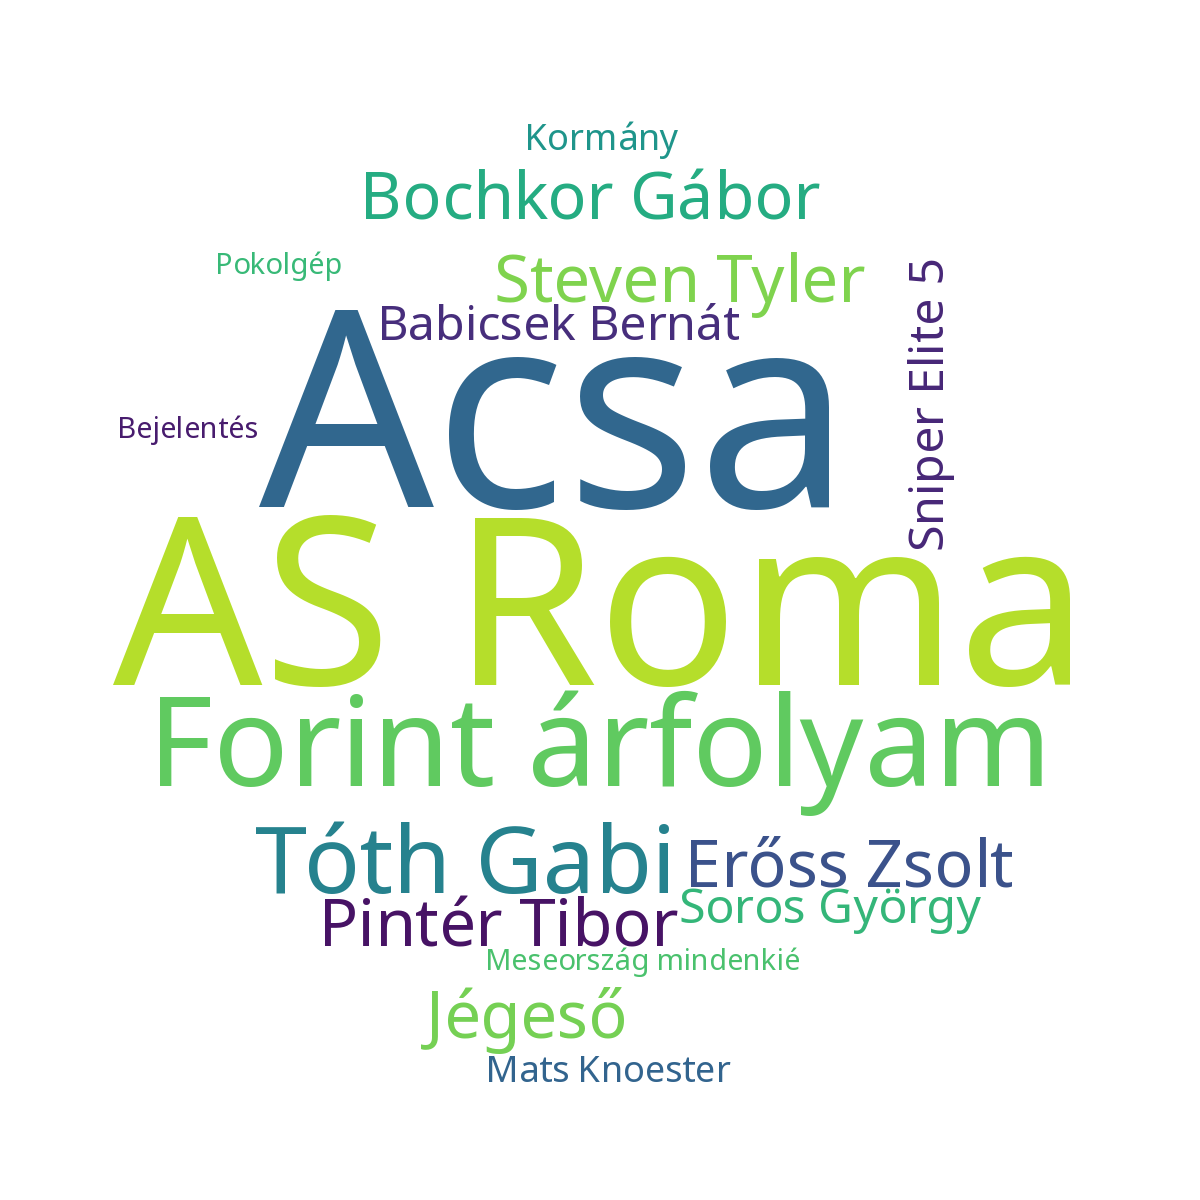 Kormány
Bochkor Gábor
Pokolgép
Steven Tyler
Sniper Elite 5
Babicsek Bernát
Acsa
Bejelentés
AS Roma
Forint árfolyam
Tóth Gabi
Erőss Zsolt
Pintér Tibor
Soros György
Meseország mindenkié
Jégeső
Mats Knoester